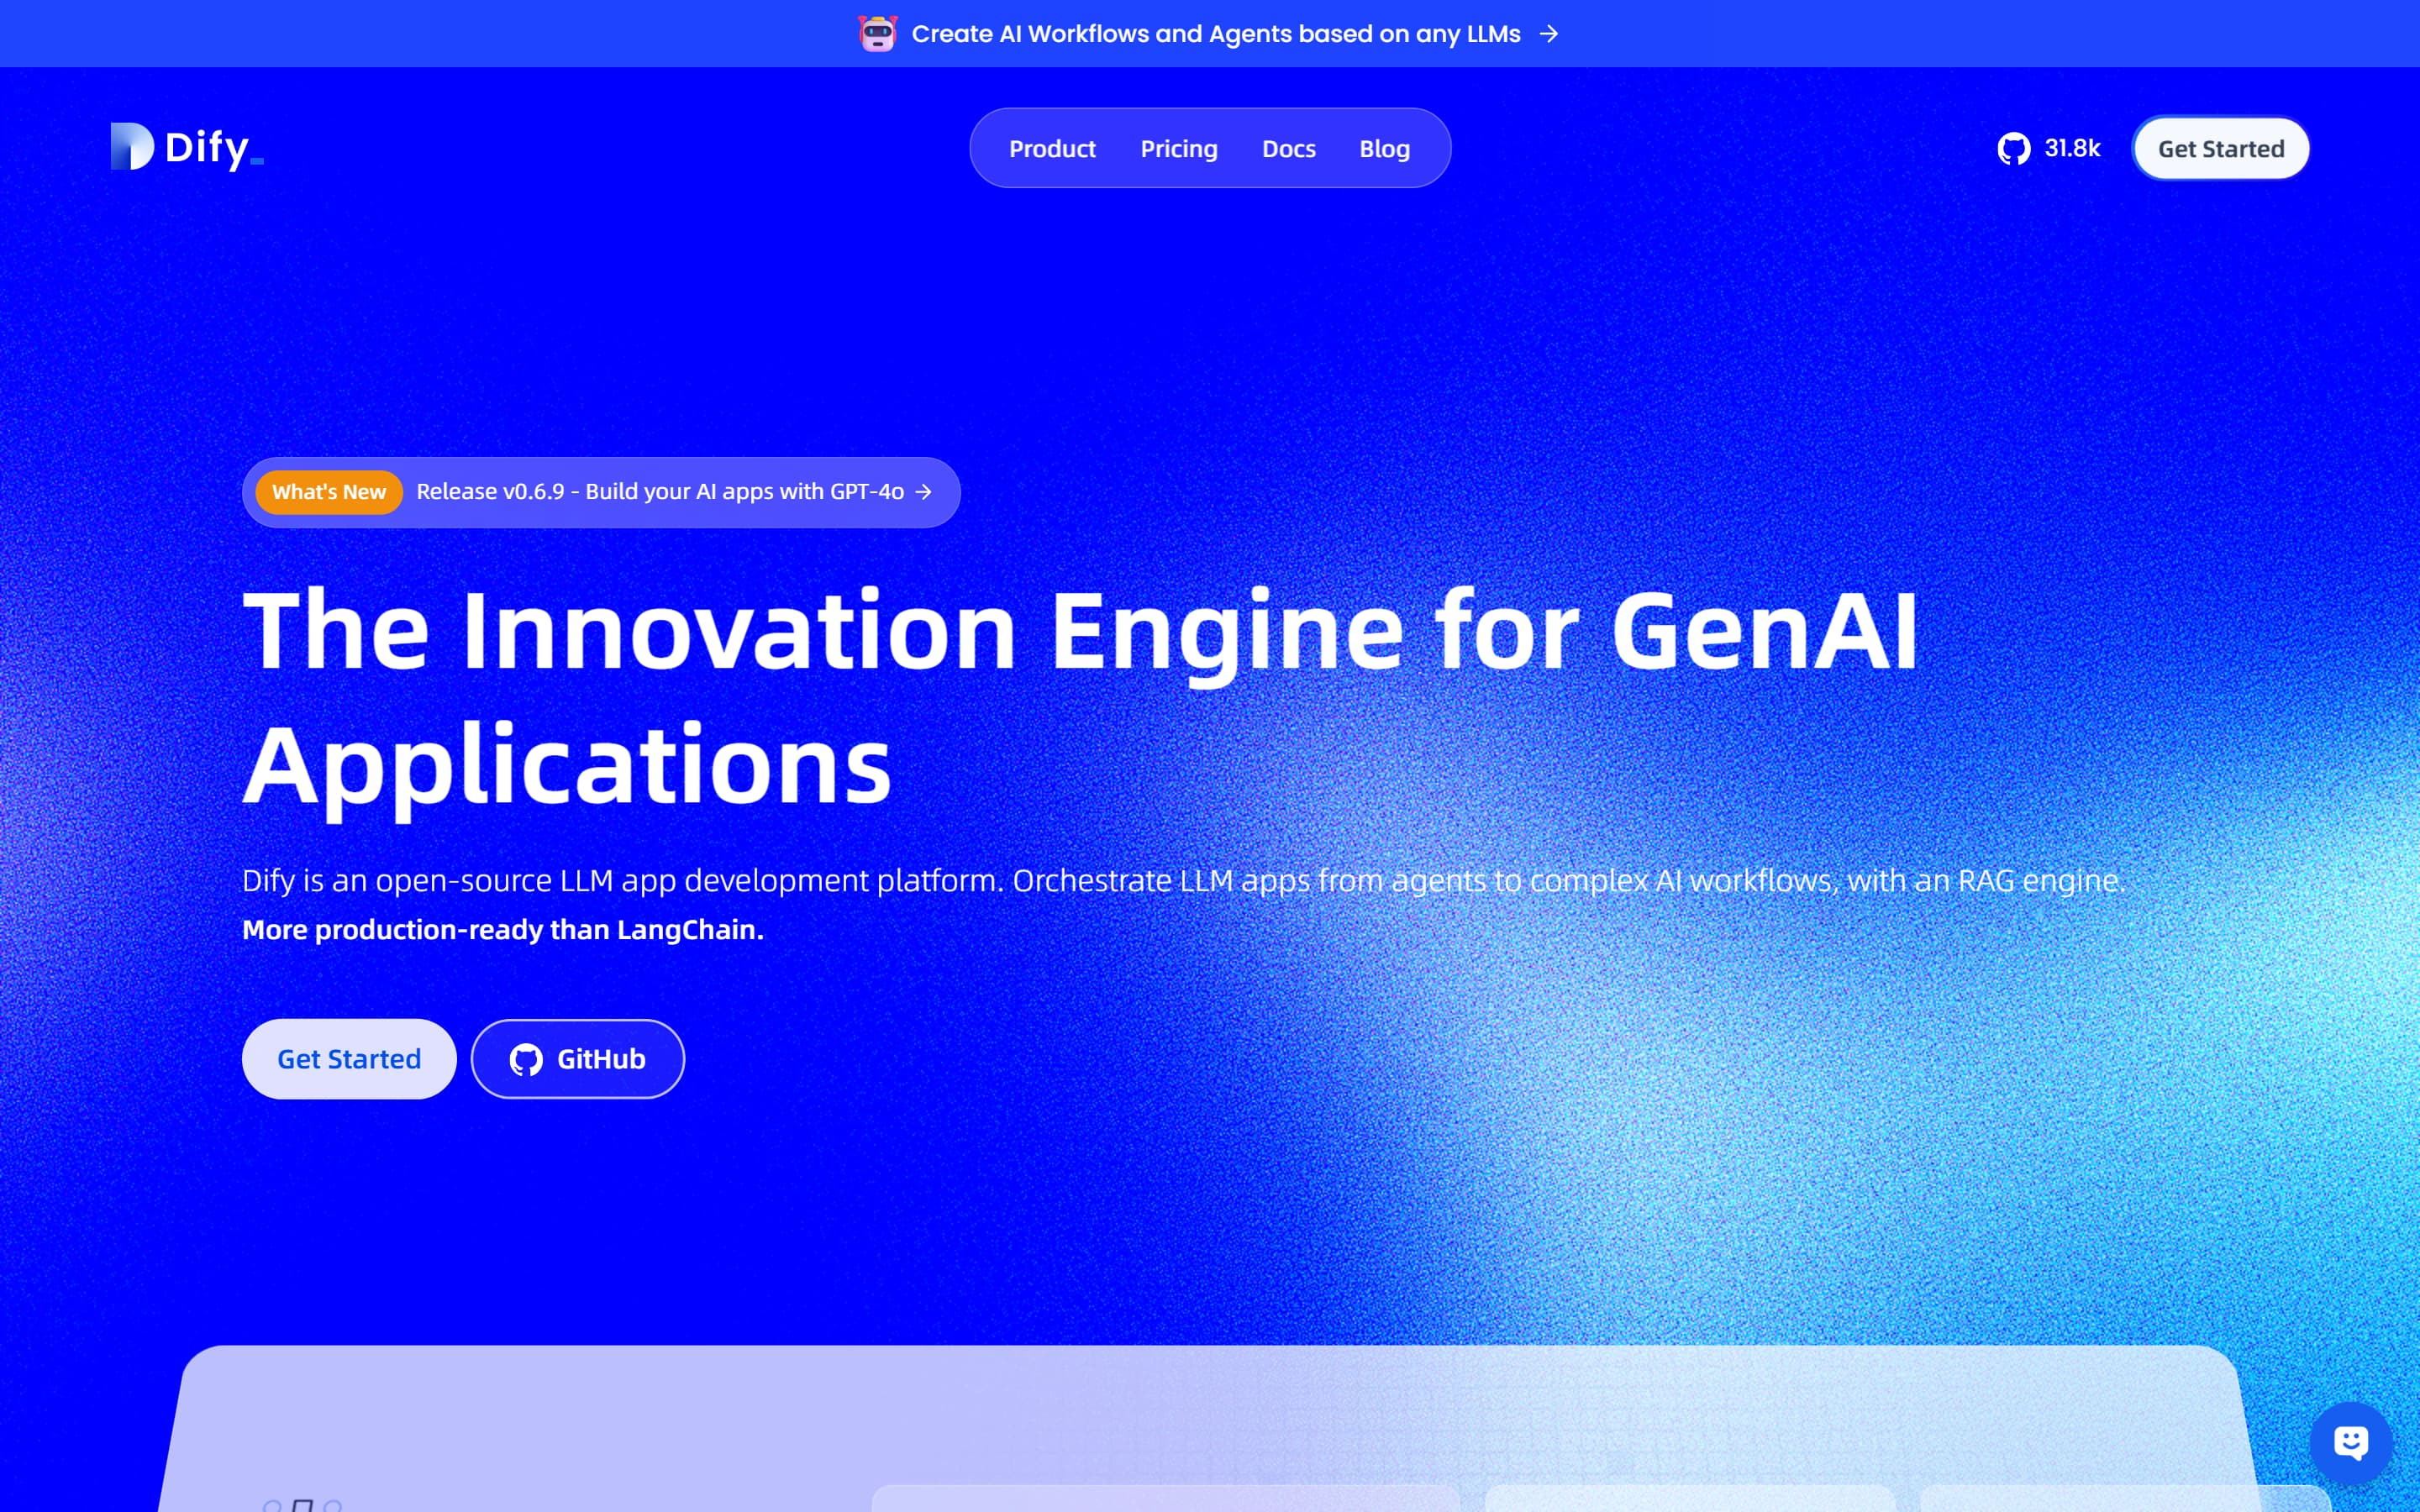 Create AI Workflows and Agents based on any LLMs →
Dify_
Product Pricing Docs Blog
31.8k
Get Started
What's New Release v0.6.9 - Build your AI apps with GPT-4o →
The Innovation Engine for GenAI
Applications
Dify is an open-source LLM app development platform. Orchestrate LLM apps from agents to complex AI workflows, with an RAG engine.
More production-ready than LangChain.
Get Started
GitHub